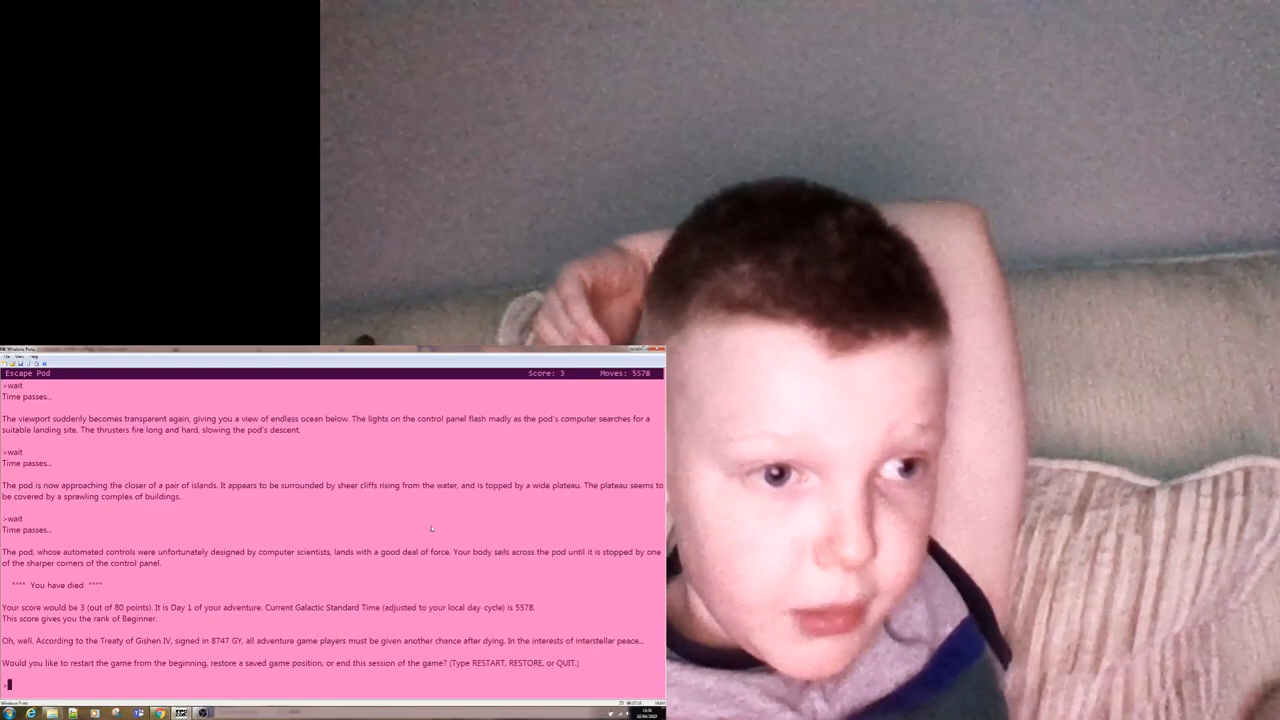 Windows Frotz
File View Help
Escape Pod Score: 3 Moves: 5578
>wait
Time passes...
The viewport suddenly becomes transparent again, giving you a view of endless ocean below. The lights on the control panel flash madly as the pod's computer searches for a
suitable landing site. The thrusters fire long and hard, slowing the pod's descent.
>wait
Time passes...
The pod is now approaching the closer of a pair of islands. It appears to be surrounded by sheer cliffs rising from the water, and is topped by a wide plateau. The plateau seems to
be covered by a sprawling complex of buildings.
>wait
Time passes...
The pod, whose automated controls were unfortunately designed by computer scientists, lands with a good deal of force. Your body sails across the pod until it is stopped by one
of the sharper corners of the control panel.
**** You have died ****
Your score would be 3 (out of 80 points). It is Day 1 of your adventure. Current Galactic Standard Time (adjusted to your local day-cycle) is 5578.
This score gives you the rank of Beginner.
Oh, well. According to the Treaty of Gishen IV, signed in 8747 GY, all adventure game players must be given another chance after dying. In the interests of interstellar peace...
Would you like to restart the game from the beginning, restore a saved game position, or end this session of the game? (Type RESTART, RESTORE, or QUIT.)
>
Windows Frotz